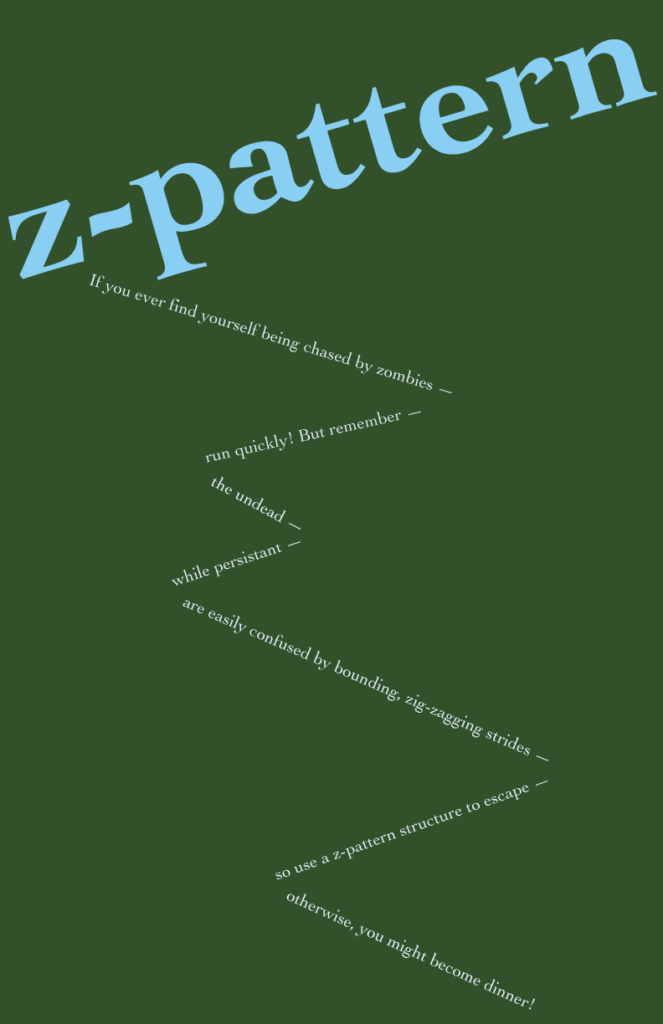 z-pattern
If you ever find yourself being chased by zombies –
run quickly! But remember –
the undead –
while persistant –
are easily confused by bounding, zig-zagging strides –
so use a z-pattern structure to escape –
otherwise, you might become dinner!